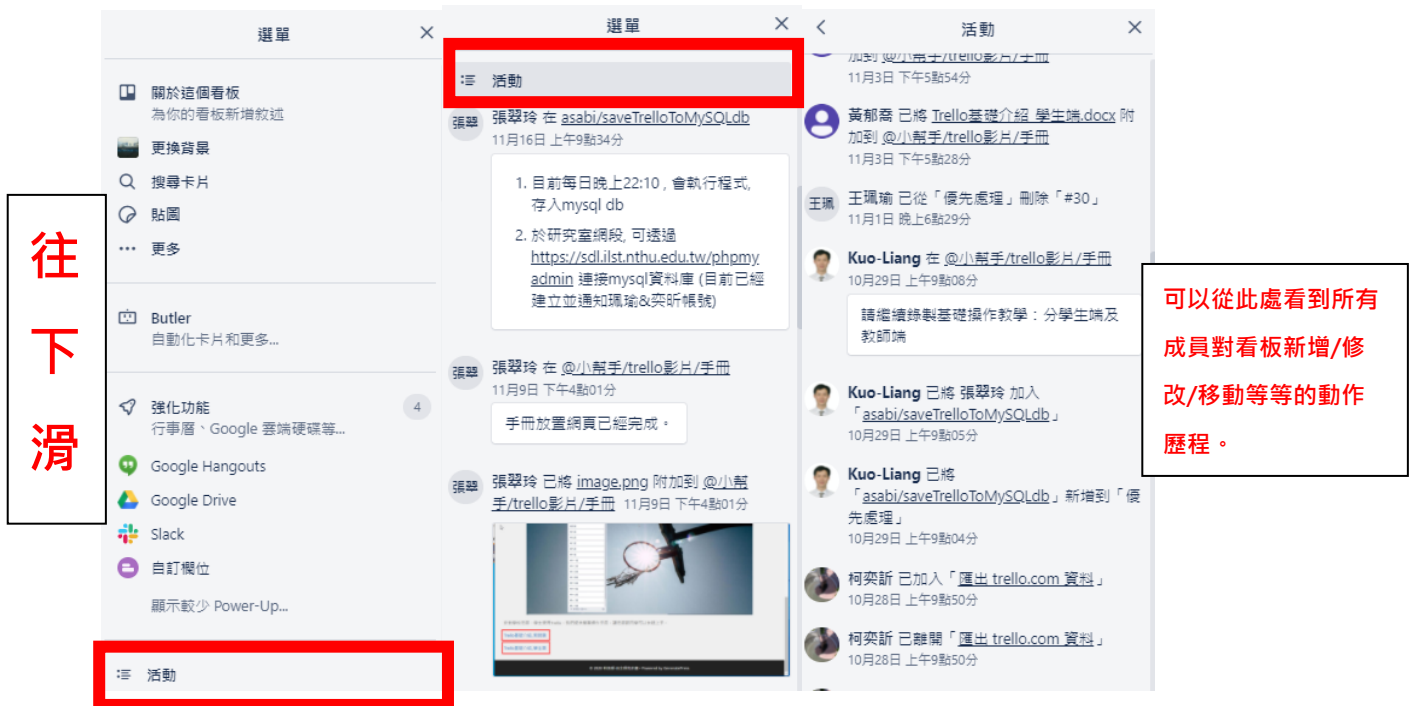 往
下
滑
選單
關於這個看板
為你的看板新增敘述
更換背景
搜尋卡片
貼圖
更多
Butler
自動化卡片和更多...
強化功能
4
行事曆、Google 雲端硬碟等...
Google Hangouts
Google Drive
Slack
自訂欄位
顯示較少 Power-Up...
活動
選單
活動
張翠
張翠玲 在 asabi/saveTrelloToMySQLdb
11月16日 上午9點34分
1. 目前每日晚上22:10 , 會執行程式,
存入mysql db
2. 於研究室網段, 可透過
https://sdl.ilst.nthu.edu.tw/phpmy
admin 連接mysql資料庫 (目前已經
建立並通知珮瑜&奕昕帳號)
張翠
張翠玲 在 @小幫手/trello影片/手冊
11月9日 下午4點01分
手冊放置網頁已經完成。
張翠
張翠玲 已將 image.png 附加到 @小幫
手/trello影片/手冊 11月9日 下午4點01分
活動
加到 @小幫手/trello影片/手冊
11月3日 下午5點54分
黃郁喬 已將 Trello基礎介紹_學生端.docx 附
加到 @小幫手/trello影片/手冊
11月3日 下午5點28分
王珮
王珮瑜 已從「優先處理」刪除「#30」
11月1日 晚上6點29分
Kuo-Liang 在 @小幫手/trello影片/手冊
10月29日 上午9點08分
請繼續錄製基礎操作教學：分學生端及
教師端
Kuo-Liang 已將 張翠玲 加入
「asabi/saveTrelloToMySQLdb」
10月29日 上午9點05分
Kuo-Liang 已將
「asabi/saveTrelloToMySQLdb」新增到「優
先處理」
10月29日 上午9點04分
柯奕訢 已加入「匯出 trello.com 資料」
10月28日 上午9點50分
柯奕訢 已離開「匯出 trello.com 資料」
10月28日 上午9點50分
可以從此處看到所有
成員對看板新增/修
改/移動等等的動作
歷程。